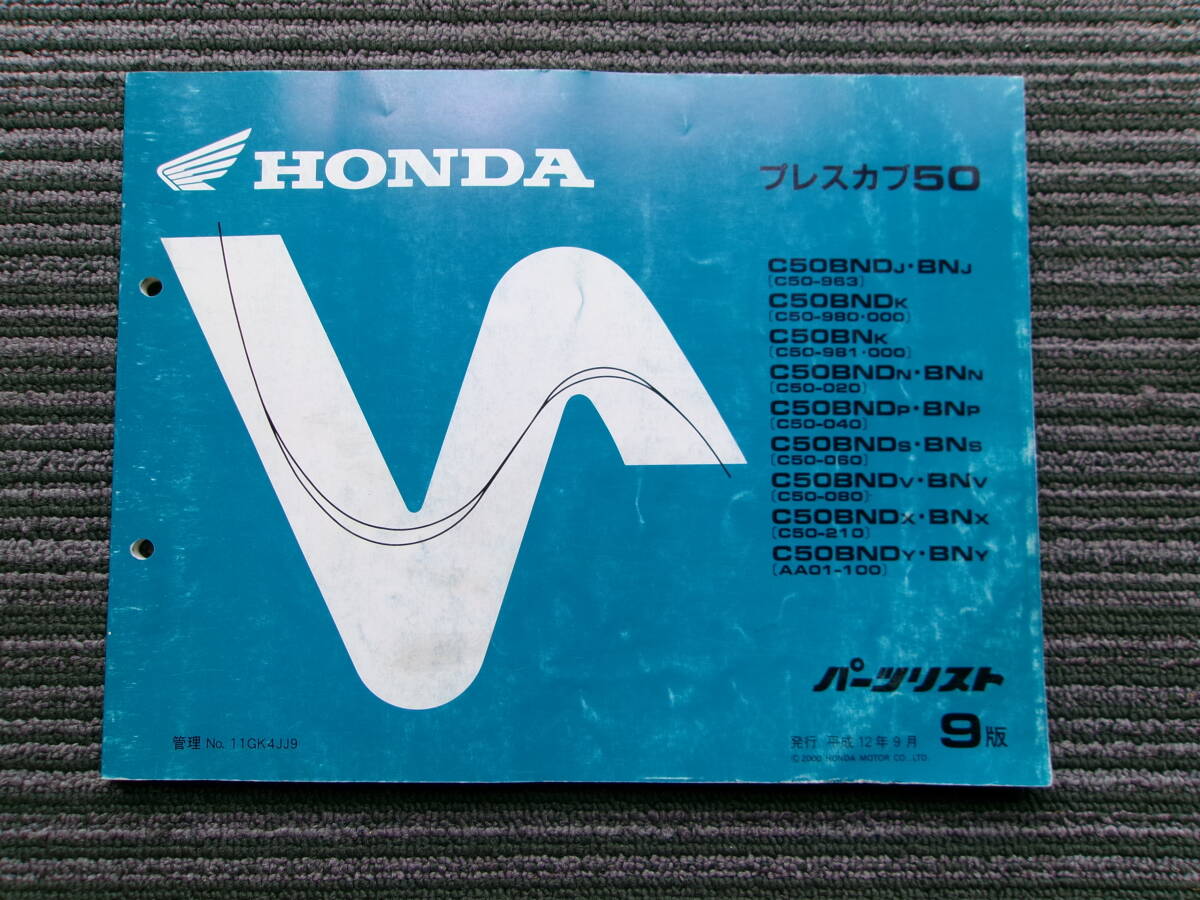 HONDA
プレスカブ50
C50BNDJ・BNJ
[C50-963]
C50BNDK
[C50-980・000]
C50BNK
[C50-981・000]
C50BNDN・BNN
[C50-020]
C50BNDP・BNP
[C50-040]
C50BNDS・BNS
[C50-060]
C50BNDV・BNV
[C50-080]
C50BNDX・BNX
[C50-210]
C50BNDY・BNY
[AA01-100]
パーツリスト
9版
管理 No. 11GK4JJ9
発行 平成12年9月
©2000 HONDA MOTOR CO., LTD.